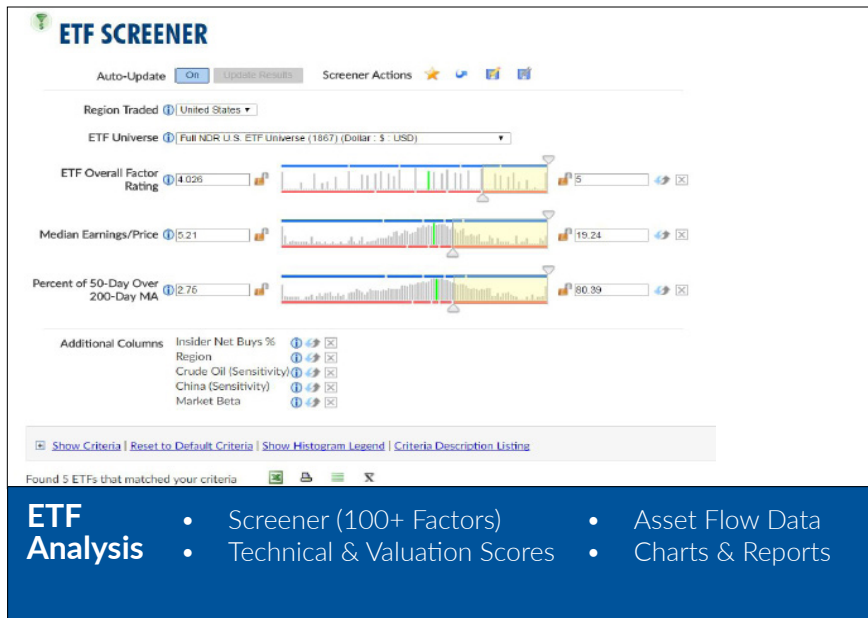 ETF SCREENER
Auto-Update On Update Results Screener Actions
Region Traded United States
ETF Universe Full NDR U.S. ETF Universe (1867) (Dollar : $ : USD)
ETF Overall Factor
Rating 4.026 5
Median Earnings/Price 5.21 19.24
Percent of 50-Day Over
200-Day MA 2.76 80.39
Additional Columns Insider Net Buys %
Region
Crude Oil (Sensitivity)
China (Sensitivity)
Market Beta
Show Criteria | Reset to Default Criteria | Show Histogram Legend | Criteria Description Listing
Found 5 ETFs that matched your criteria
ETF
Analysis
• Screener (100+ Factors)
• Technical & Valuation Scores
• Asset Flow Data
• Charts & Reports